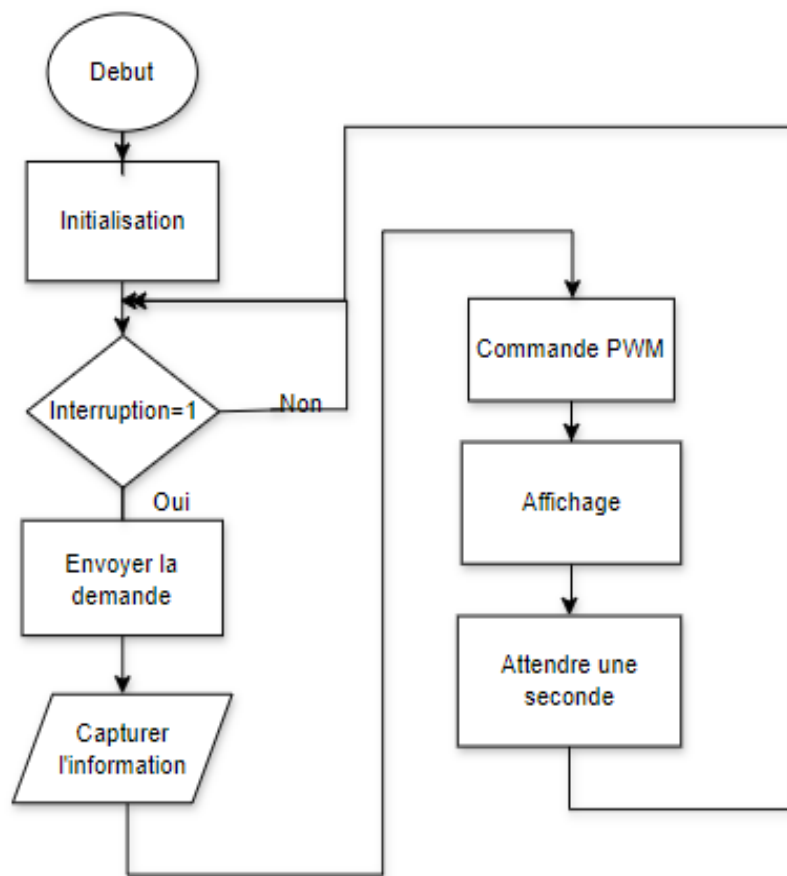 Debut
Initialisation
Interruption=1
Non
Oui
Envoyer la
demande
Capturer
l'information
Commande PWM
Affichage
Attendre une
seconde